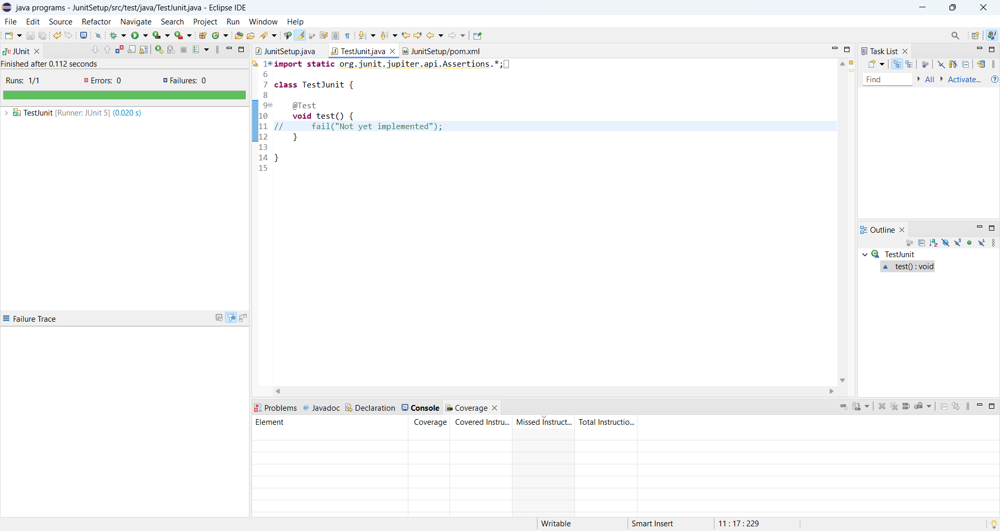 java programs - JunitSetup/src/test/java/TestJunit.java - Eclipse IDE
File Edit Source Refactor Navigate Search Project Run Window Help
JUnit
Finished after 0.112 seconds
Runs: 1/1 Errors: 0 Failures: 0
TestJunit [Runner: JUnit 5] (0.020 s)
Failure Trace
JunitSetup.java TestJunit.java JunitSetup/pom.xml
1 import static org.junit.jupiter.api.Assertions.*;
6
7 class TestJunit {
8
9 @Test
10 void test() {
11 // fail("Not yet implemented");
12 }
13
14 }
15
Task List
Find All Activate...
Outline
TestJunit
test() : void
Problems @ Javadoc Declaration Console Coverage
Element Coverage Covered Instru... Missed Instruct... Total Instructio...
Writable Smart Insert 11 : 17 : 229